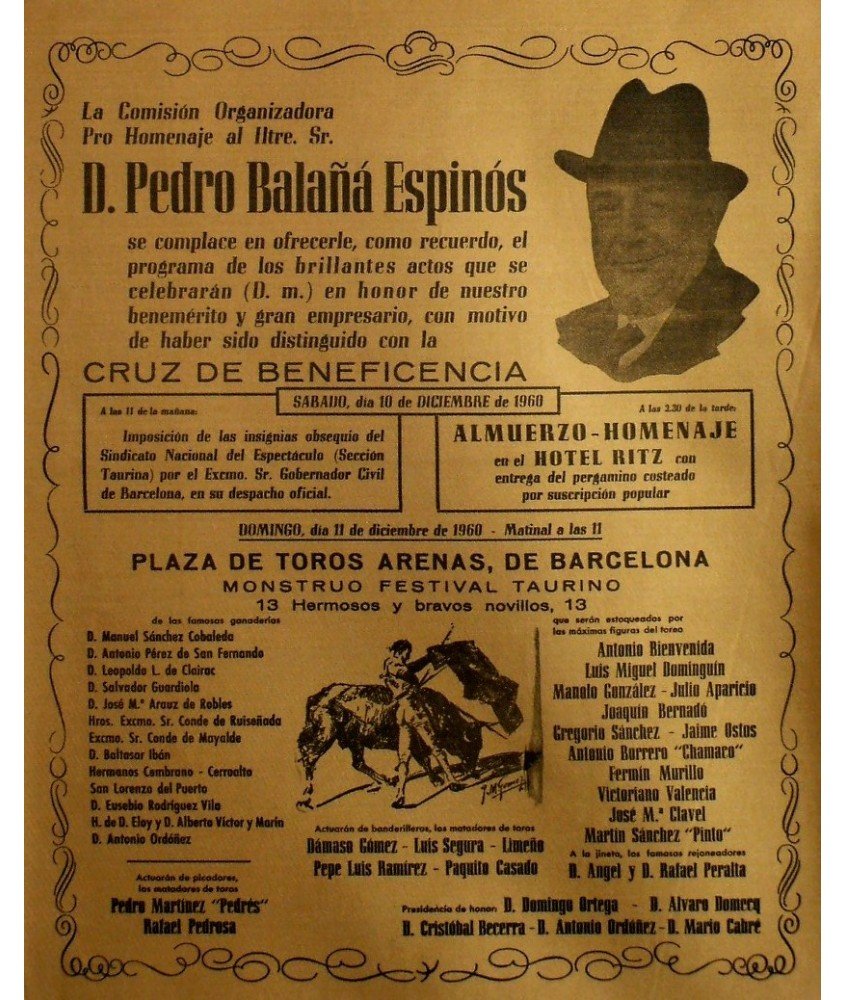 La Comisión Organizadora
Pro Homenaje al Iltre. Sr.
D. Pedro Balañá Espinós
se complace en ofrecerle, como recuerdo, el
programa de los brillantes actos que se
celebrarán (D. m.) en honor de nuestro
benemérito y gran empresario, con motivo
de haber sido distinguido con la
CRUZ DE BENEFICENCIA
SABADO, día 10 de DICIEMBRE de 1960
A las 11 de la mañana:
Imposición de las insignias obsequio del
Sindicato Nacional del Espectáculo (Sección
Taurina) por el Excmo. Sr. Gobernador Civil
de Barcelona, en su despacho oficial.
A las 2.30 de la tarde:
ALMUERZO-HOMENAJE
en el HOTEL RITZ con
entrega del pergamino costeado
por suscripción popular
DOMINGO, día 11 de diciembre de 1960 - Matinal a las 11
PLAZA DE TOROS ARENAS, DE BARCELONA
MONSTRUO FESTIVAL TAURINO
13 Hermosos y bravos novillos, 13
de las famosas ganaderías
D. Manuel Sánchez Cobaleda
D. Antonio Pérez de San Fernando
D. Leopoldo L. de Clairac
D. Salvador Guardiola
D. José M.ª Arauz de Robles
Hros. Excmo. Sr. Conde de Ruiseñada
Excmo. Sr. Conde de Mayalde
D. Baltasar Ibán
Hermanos Cembrano - Cerroalto
San Lorenzo del Puerto
D. Eusebio Rodríguez Vila
H. de D. Eloy y D. Alberto Victor y Marín
D. Antonio Ordóñez
que serán estoqueados por
las máximas figuras del toreo
Antonio Bienvenida
Luis Miguel Dominguín
Manolo González - Julio Aparicio
Joaquín Bernadó
Gregorio Sánchez - Jaime Ostos
Antonio Borrero "Chamaco"
Fermín Murillo
Victoriano Valencia
José M.ª Clavel
Martín Sánchez "Pinto"
A la jineta, los famosos rejoneadores
D. Angel y D. Rafael Peralta
Actuarán de banderilleros, los matadores de toros
Dámaso Gómez - Luis Segura - Limeño
Pepe Luis Ramírez - Paquito Casado
Actuarán de picadores,
los matadores de toros
Pedro Martínez "Pedrés"
Rafael Pedrosa
Presidencia de honor: D. Domingo Ortega - D. Alvaro Domecq
D. Cristóbal Becerra - D. Antonio Ordóñez - D. Mario Cabré